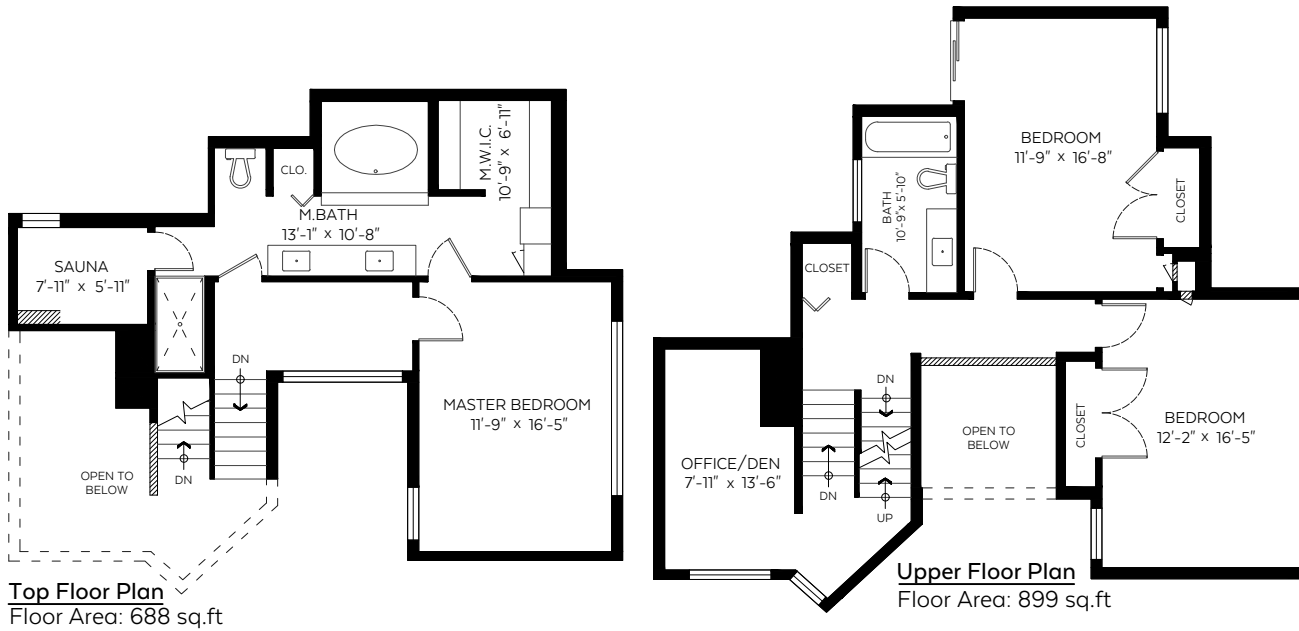 CLO.
M.W.I.C.
10'-9" x 6'-11"
M.BATH
13'-1" x 10'-8"
SAUNA
7'-11" x 5'-11"
DN
MASTER BEDROOM
11'-9" x 16'-5"
OPEN TO
BELOW
DN
Top Floor Plan
Floor Area: 688 sq.ft
BEDROOM
11'-9" x 16'-8"
BATH
10'-9"x 5'-10"
CLOSET
CLOSET
DN
OPEN TO
BELOW
CLOSET
BEDROOM
12'-2" x 16'-5"
OFFICE/DEN
7'-11" x 13'-6"
DN
UP
Upper Floor Plan
Floor Area: 899 sq.ft